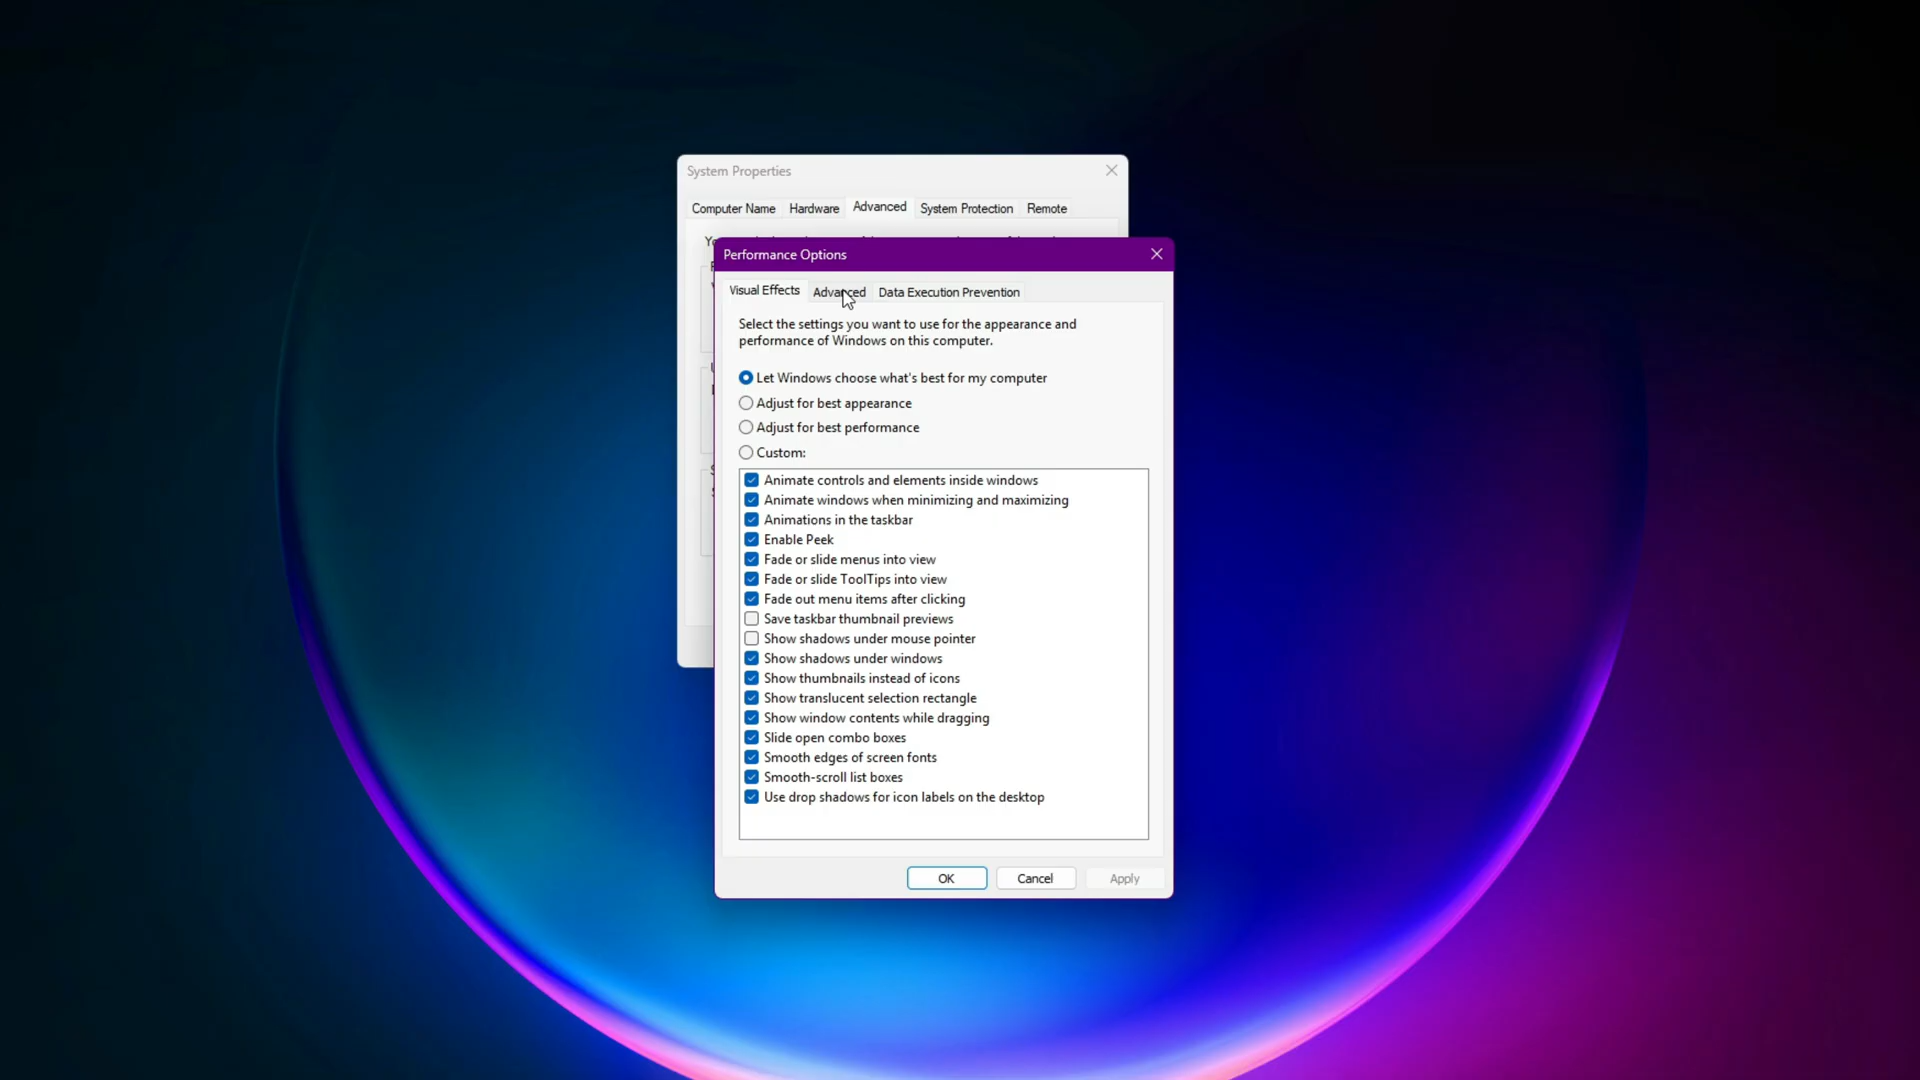 System Properties
Computer Name
Hardware
Advanced
System Protection
Remote
Performance Options
Visual Effects
Advanced
Data Execution Prevention
Select the settings you want to use for the appearance and
performance of Windows on this computer.
Let Windows choose what's best for my computer
Adjust for best appearance
Adjust for best performance
Custom:
Animate controls and elements inside windows
Animate windows when minimizing and maximizing
Animations in the taskbar
Enable Peek
Fade or slide menus into view
Fade or slide ToolTips into view
Fade out menu items after clicking
Save taskbar thumbnail previews
Show shadows under mouse pointer
Show shadows under windows
Show thumbnails instead of icons
Show translucent selection rectangle
Show window contents while dragging
Slide open combo boxes
Smooth edges of screen fonts
Smooth-scroll list boxes
Use drop shadows for icon labels on the desktop
OK
Cancel
Apply